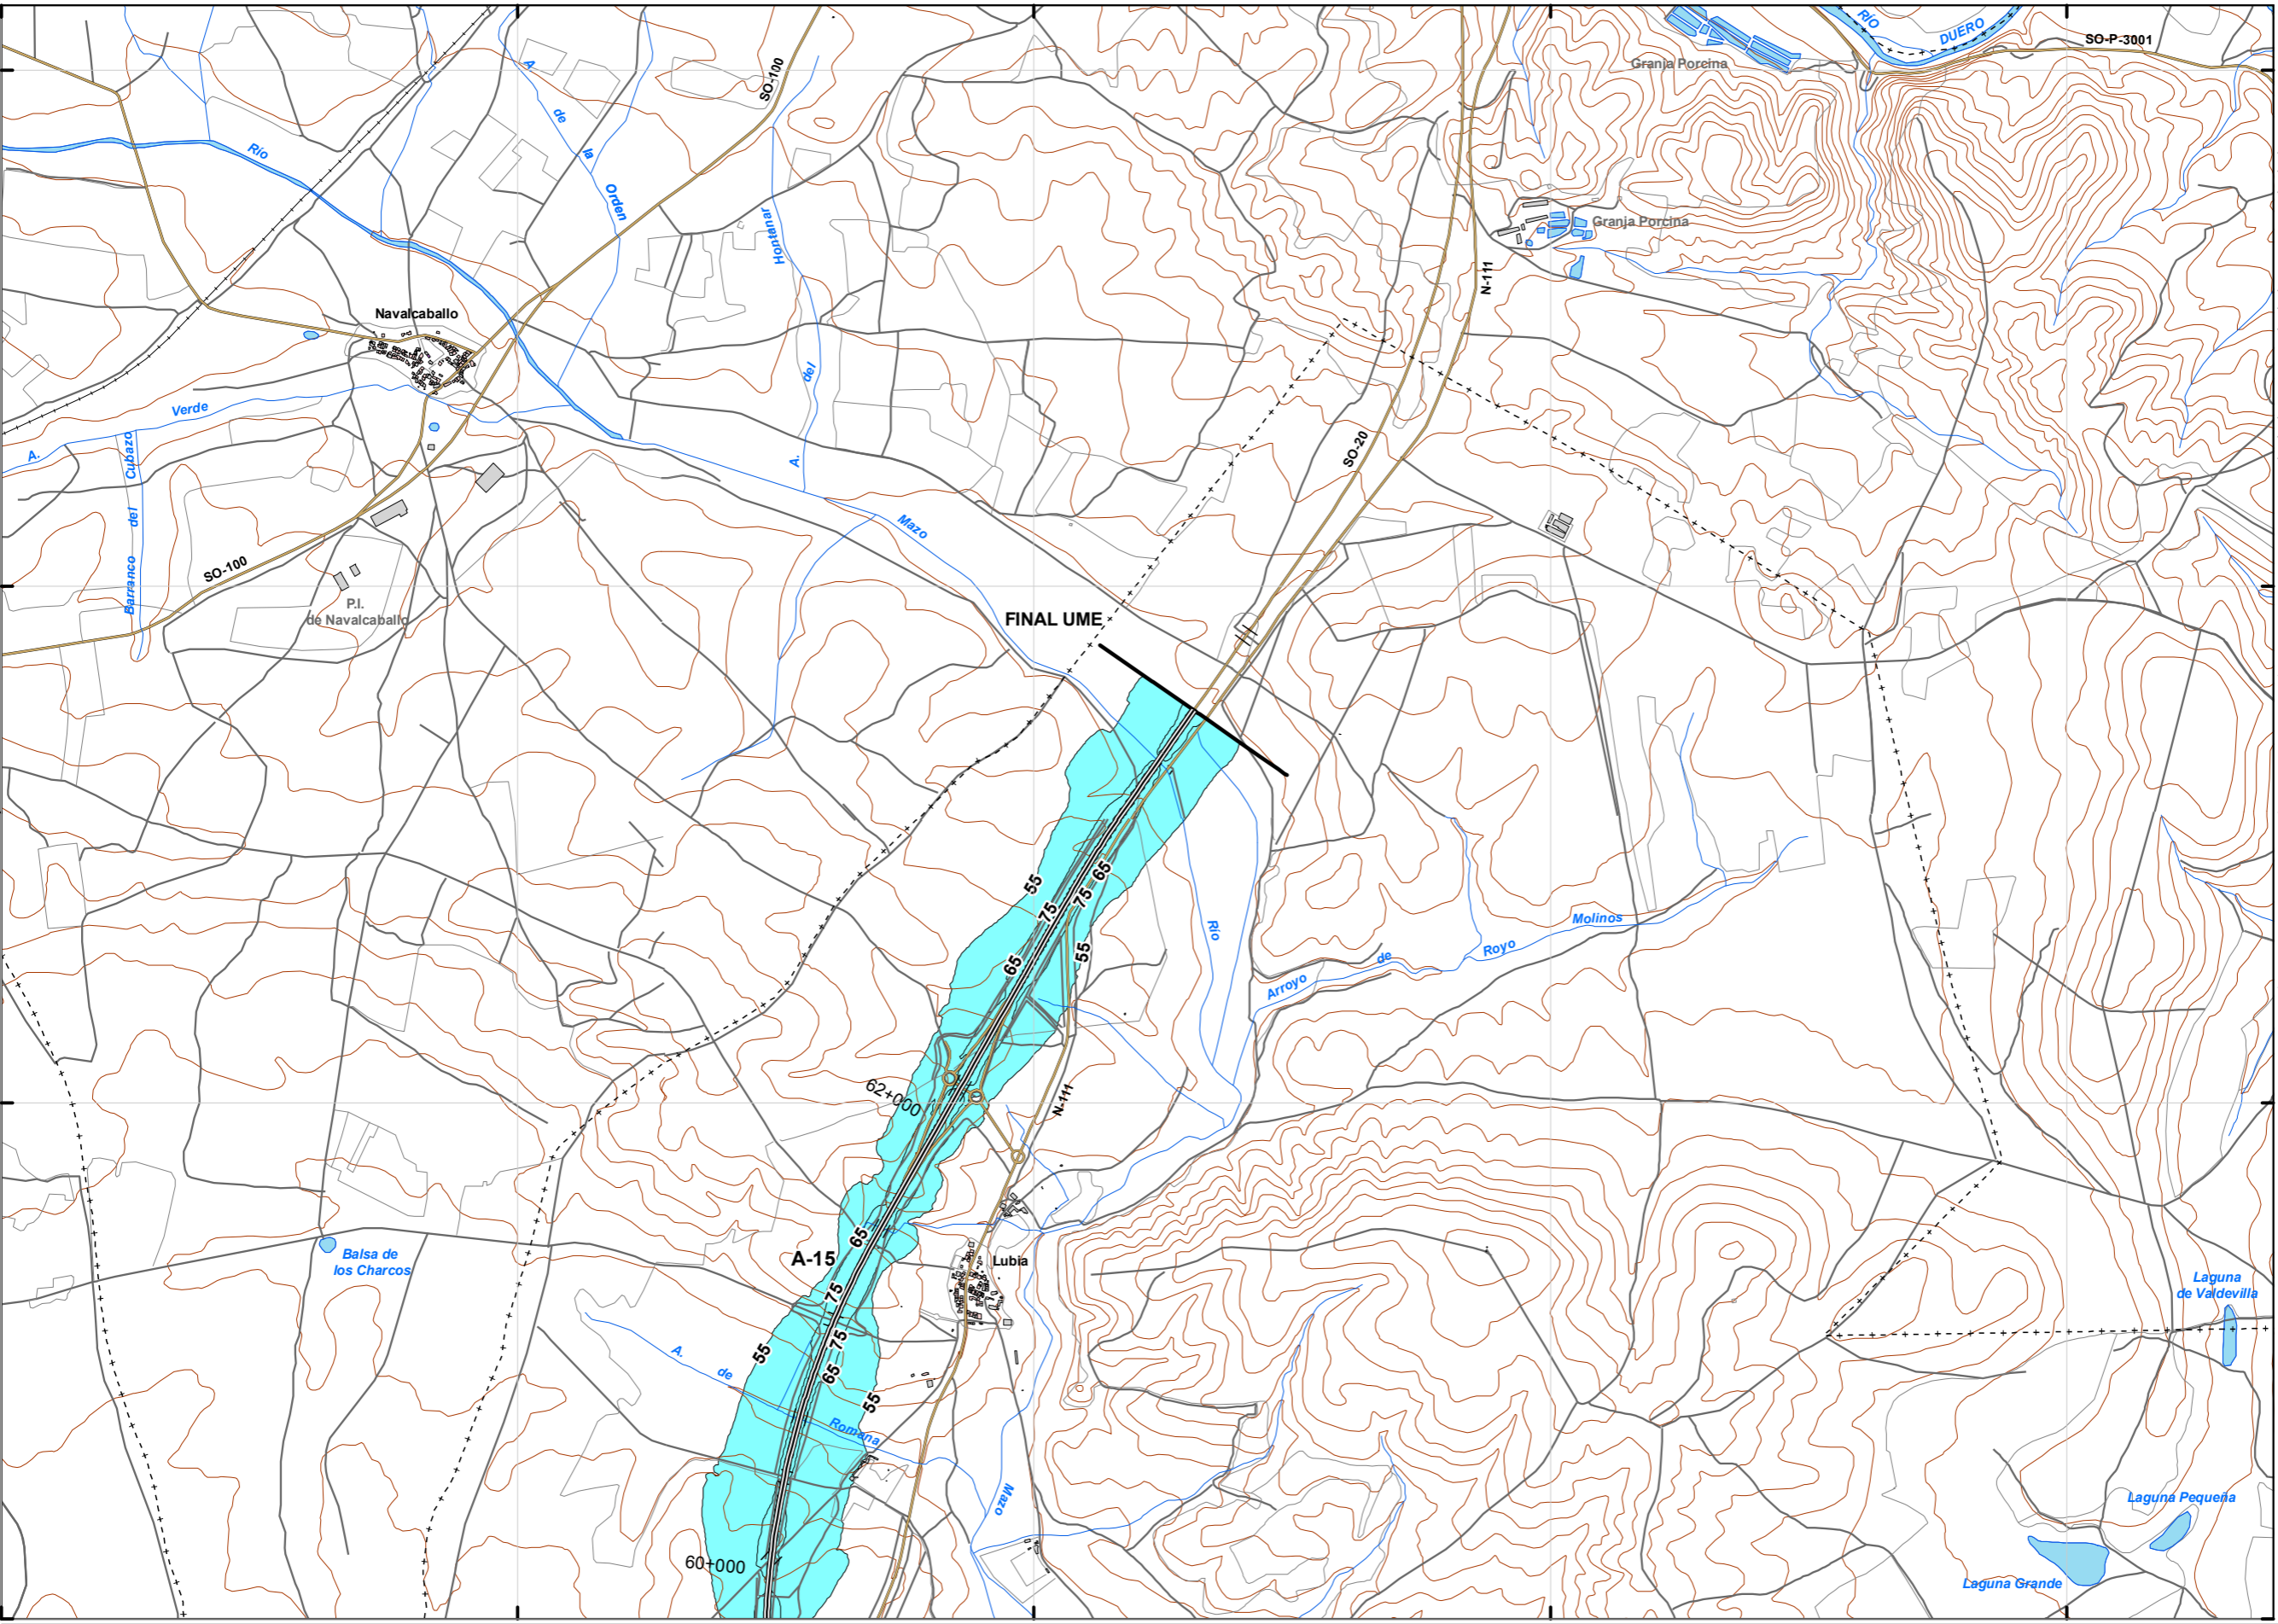 RÍO
DUERO
SO-P-3001
Granja Porcina
A.
de
la
Orden
SO-100
Río
Hontanar
del
A.
Granja Porcina
N-111
Navalcaballo
A.
Verde
Barranco del Cubazo
SO-20
Mazo
SO-100
P.I.
de Navalcaballo
FINAL UME
55
75
75
65
65
55
Río
Molinos
Royo
de
Arroyo
62+000
N-111
A-15
65
75
75
65
55
55
Lubia
Balsa de
los Charcos
Laguna
de Valdevilla
A.
de
Romana
Mazo
60+000
Laguna Pequeña
Laguna Grande